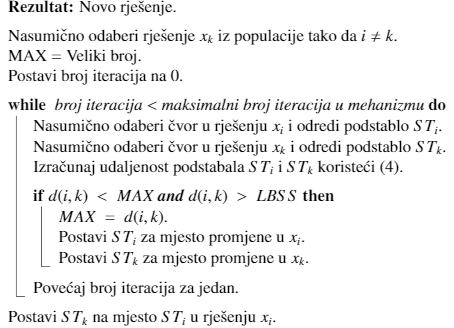 Rezultat: Novo rješenje.
Nasumično odaberi rješenje x_k iz populacije tako da i ≠ k.
MAX = Veliki broj.
Postavi broj iteracija na 0.
while broj iteracija < maksimalni broj iteracija u mehanizmu do
Nasumično odaberi čvor u rješenju x_i i odredi podstablo ST_i.
Nasumično odaberi čvor u rješenju x_k i odredi podstablo ST_k.
Izračunaj udaljenost podstabala ST_i i ST_k koristeći (4).
if d(i, k) < MAX and d(i, k) > LBSS then
MAX = d(i, k).
Postavi ST_i za mjesto promjene u x_i.
Postavi ST_k za mjesto promjene u x_k.
Povećaj broj iteracija za jedan.
Postavi ST_k na mjesto ST_i u rješenju x_i.